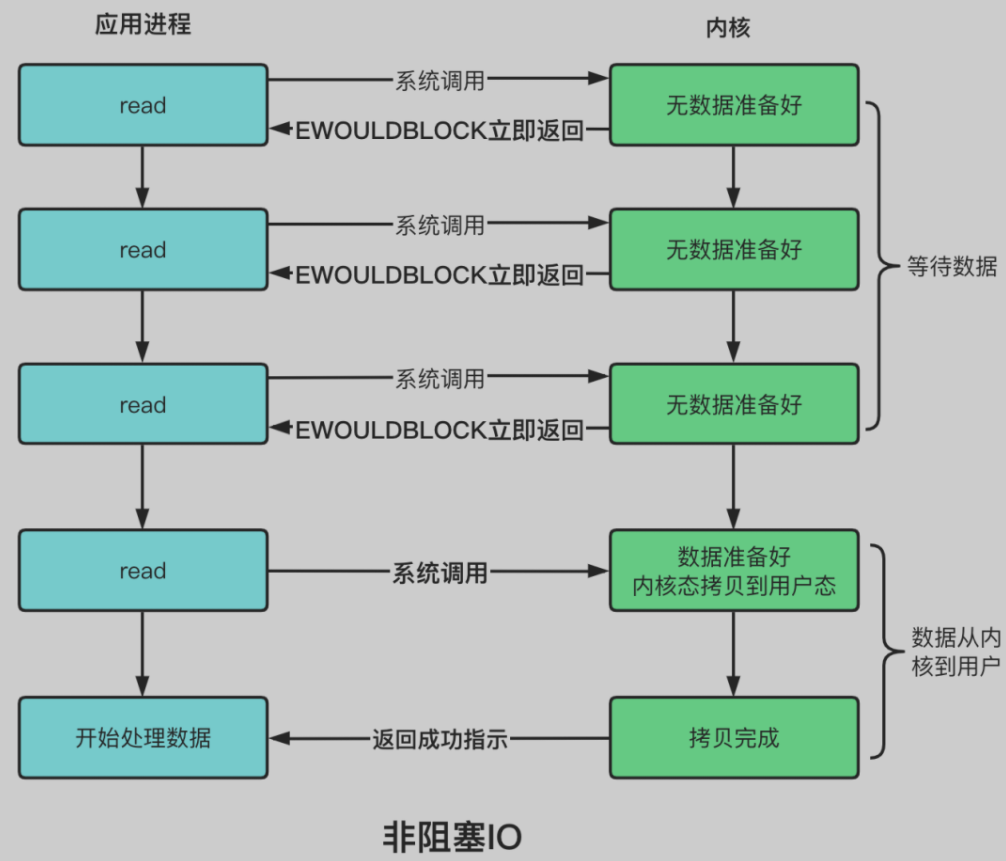 应用进程
内核
read
系统调用
无数据准备好
EWOULDBLOCK立即返回
read
系统调用
无数据准备好
EWOULDBLOCK立即返回
等待数据
read
系统调用
无数据准备好
EWOULDBLOCK立即返回
read
系统调用
数据准备好
内核态拷贝到用户态
数据从内
核到用户
开始处理数据
返回成功指示
拷贝完成
非阻塞IO